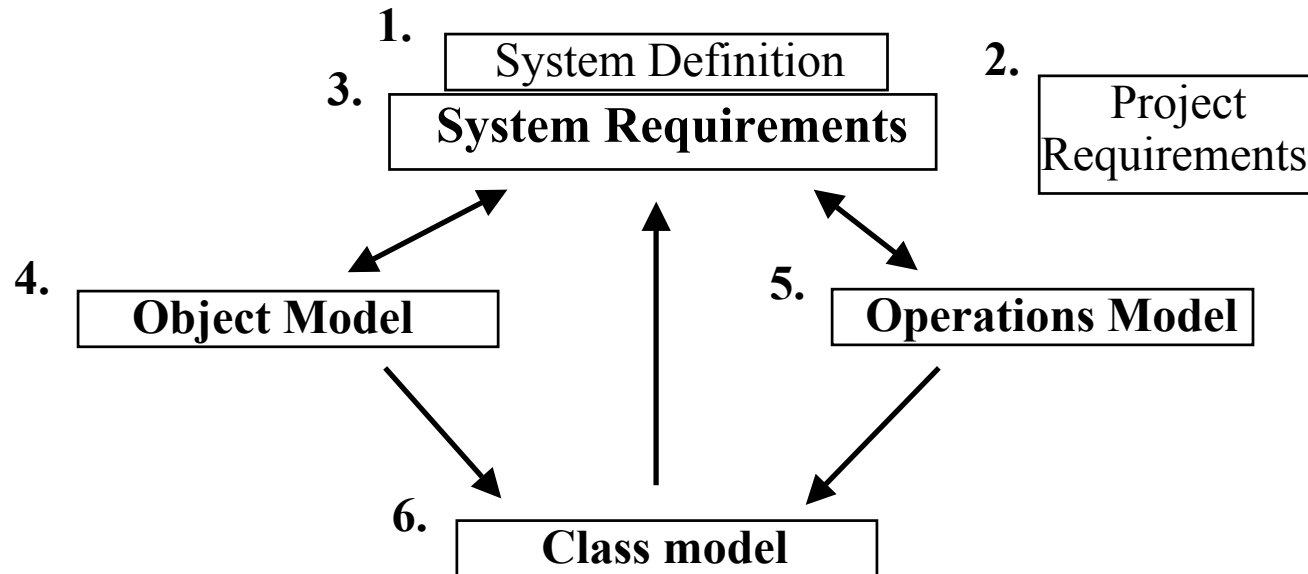 1.
System Definition
2.
Project
Requirements
3.
System Requirements
4.
Object Model
5.
Operations Model
6.
Class model